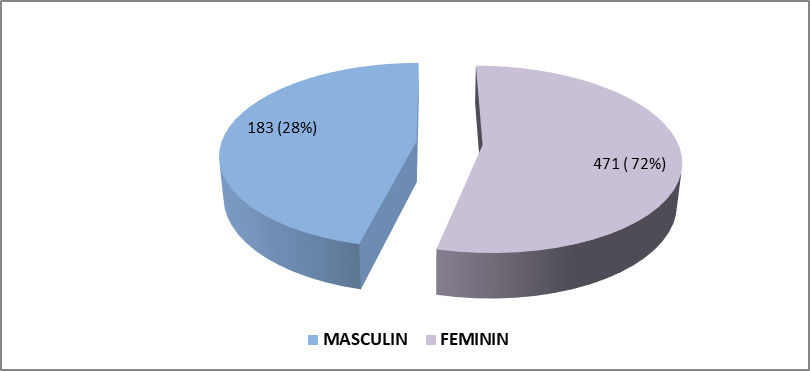 183 (28%)
471 ( 72%)
MASCULIN FEMININ